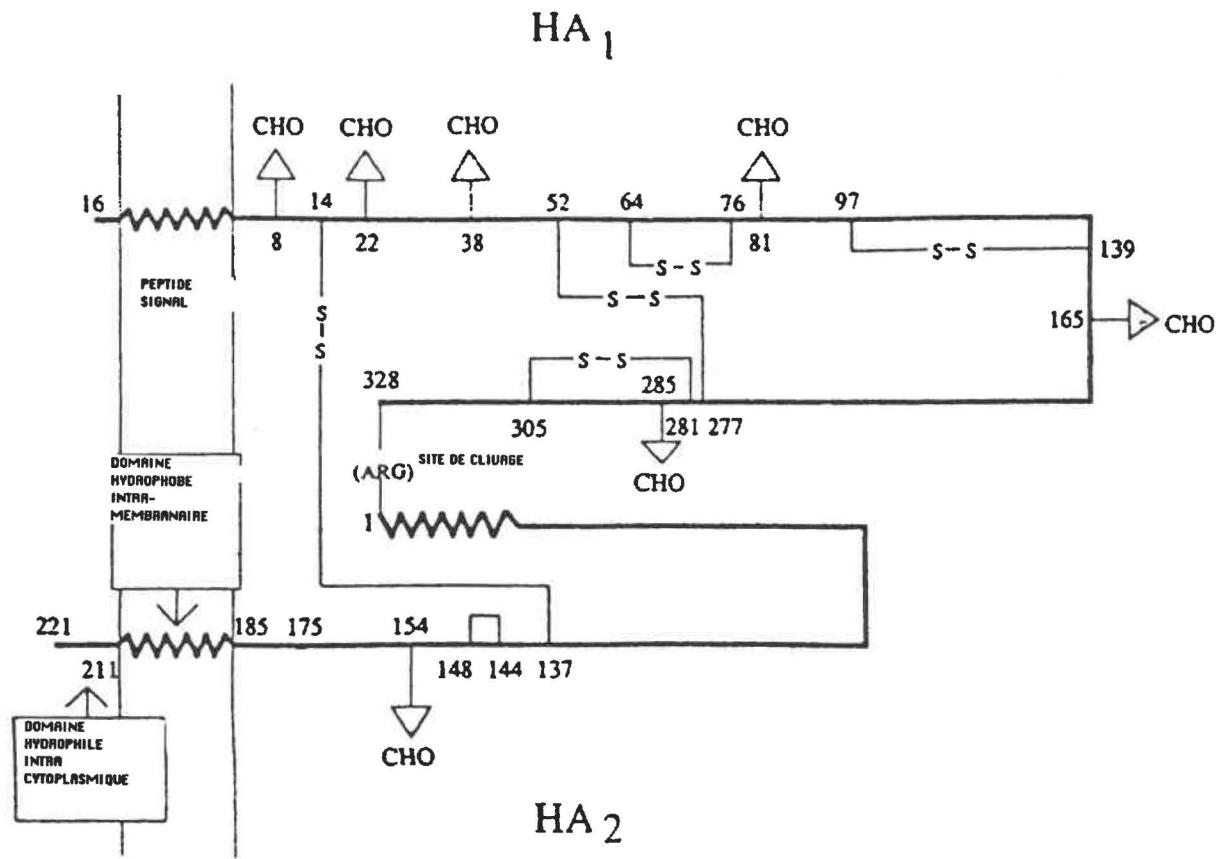 HA 1
CHO CHO CHO CHO
16 14 52 64 76 97
8 22 38 81 139
S-S S-S
PEPTIDE
SIGNAL
S-S
S-S
165 CHO
S-S
328 285
305 281 277
(ARG) SITE DE CLIVAGE
CHO
DOMAINE
HYDROPHOBE
INTRA-
MEMBRANAIRE
1
221 185 175 154
211 148 144 137
DOMAINE
HYDROPHILE
INTRA
CYTOPLASMIQUE
CHO
HA 2